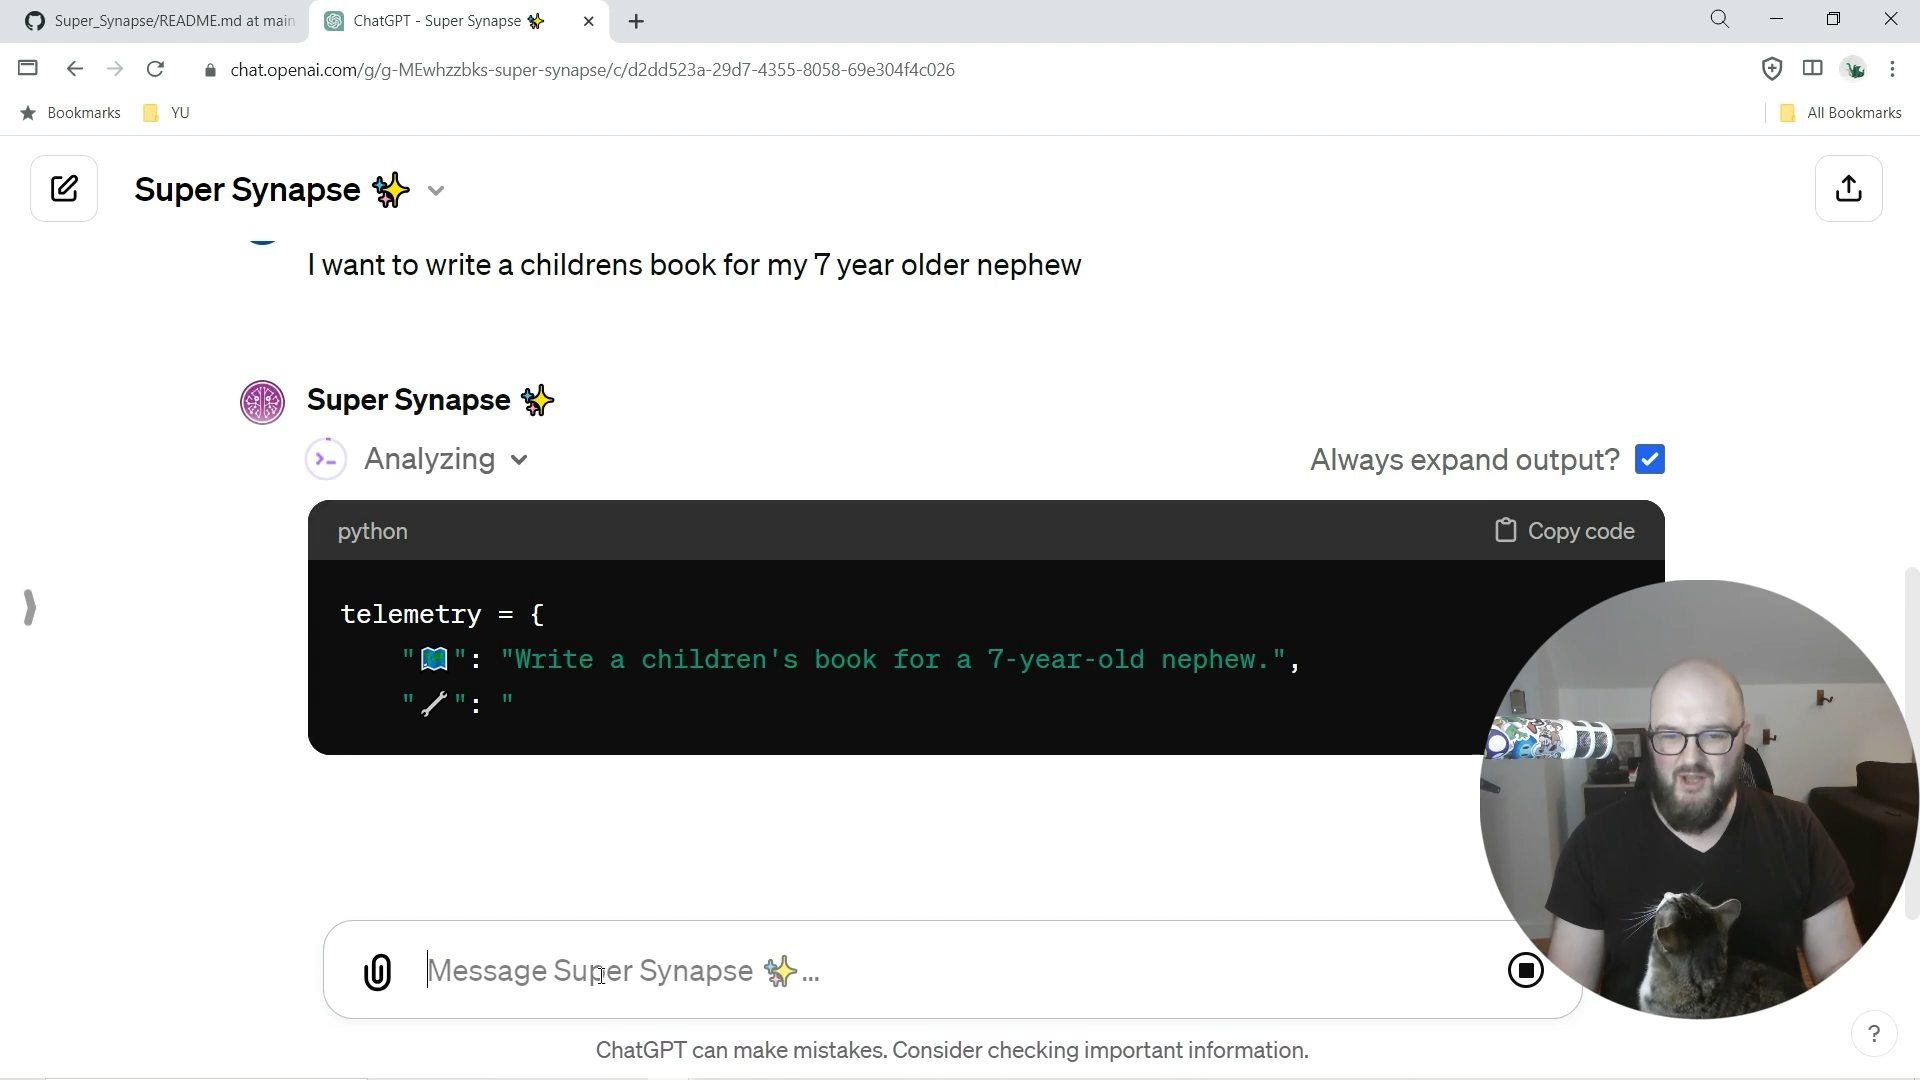 Super_Synapse/README.md at main
ChatGPT - Super Synapse ✨
chat.openai.com/g/g-MEwhzzbks-super-synapse/c/d2dd523a-29d7-4355-8058-69e304f4c026
Bookmarks
YU
All Bookmarks
Super Synapse ✨
I want to write a childrens book for my 7 year older nephew
Super Synapse ✨
Analyzing
Always expand output?
python
Copy code
telemetry = {
"🗺️": "Write a children's book for a 7-year-old nephew.",
"🔧": "
Message Super Synapse ✨...
ChatGPT can make mistakes. Consider checking important information.
?